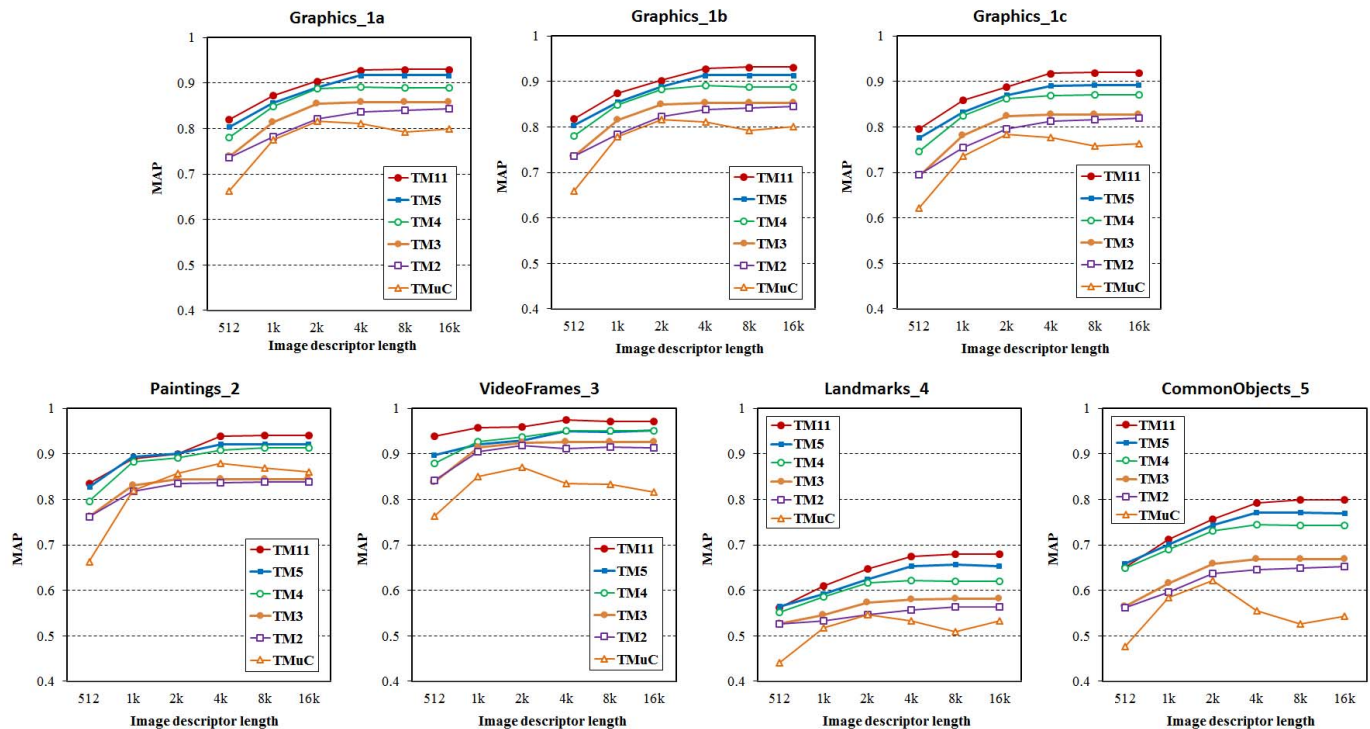 Graphics_1a
1
0.9
0.8
0.7
0.6
0.5
0.4
MAP
TM11
TM5
TM4
TM3
TM2
TMuC
512 1k 2k 4k 8k 16k
Image descriptor length
Graphics_1b
1
0.9
0.8
0.7
0.6
0.5
0.4
MAP
TM11
TM5
TM4
TM3
TM2
TMuC
512 1k 2k 4k 8k 16k
Image descriptor length
Graphics_1c
1
0.9
0.8
0.7
0.6
0.5
0.4
MAP
TM11
TM5
TM4
TM3
TM2
TMuC
512 1k 2k 4k 8k 16k
Image descriptor length
Paintings_2
1
0.9
0.8
0.7
0.6
0.5
0.4
MAP
TM11
TM5
TM4
TM3
TM2
TMuC
512 1k 2k 4k 8k 16k
Image descriptor length
VideoFrames_3
1
0.9
0.8
0.7
0.6
0.5
0.4
MAP
TM11
TM5
TM4
TM3
TM2
TMuC
512 1k 2k 4k 8k 16k
Image descriptor length
Landmarks_4
1
0.9
0.8
0.7
0.6
0.5
0.4
MAP
TM11
TM5
TM4
TM3
TM2
TMuC
512 1k 2k 4k 8k 16k
Image descriptor length
CommonObjects_5
1
0.9
0.8
0.7
0.6
0.5
0.4
MAP
TM11
TM5
TM4
TM3
TM2
TMuC
512 1k 2k 4k 8k 16k
Image descriptor length